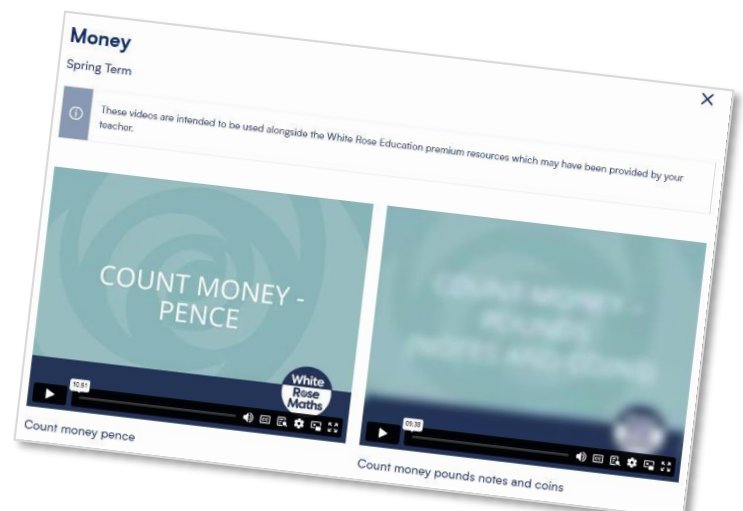 Money
Spring Term
These videos are intended to be used alongside the White Rose Education premium resources which may have been provided by your
teacher.
COUNT MONEY -
PENCE
White
Rose
Maths
10:51
Count money pence
Count money pounds notes and coins